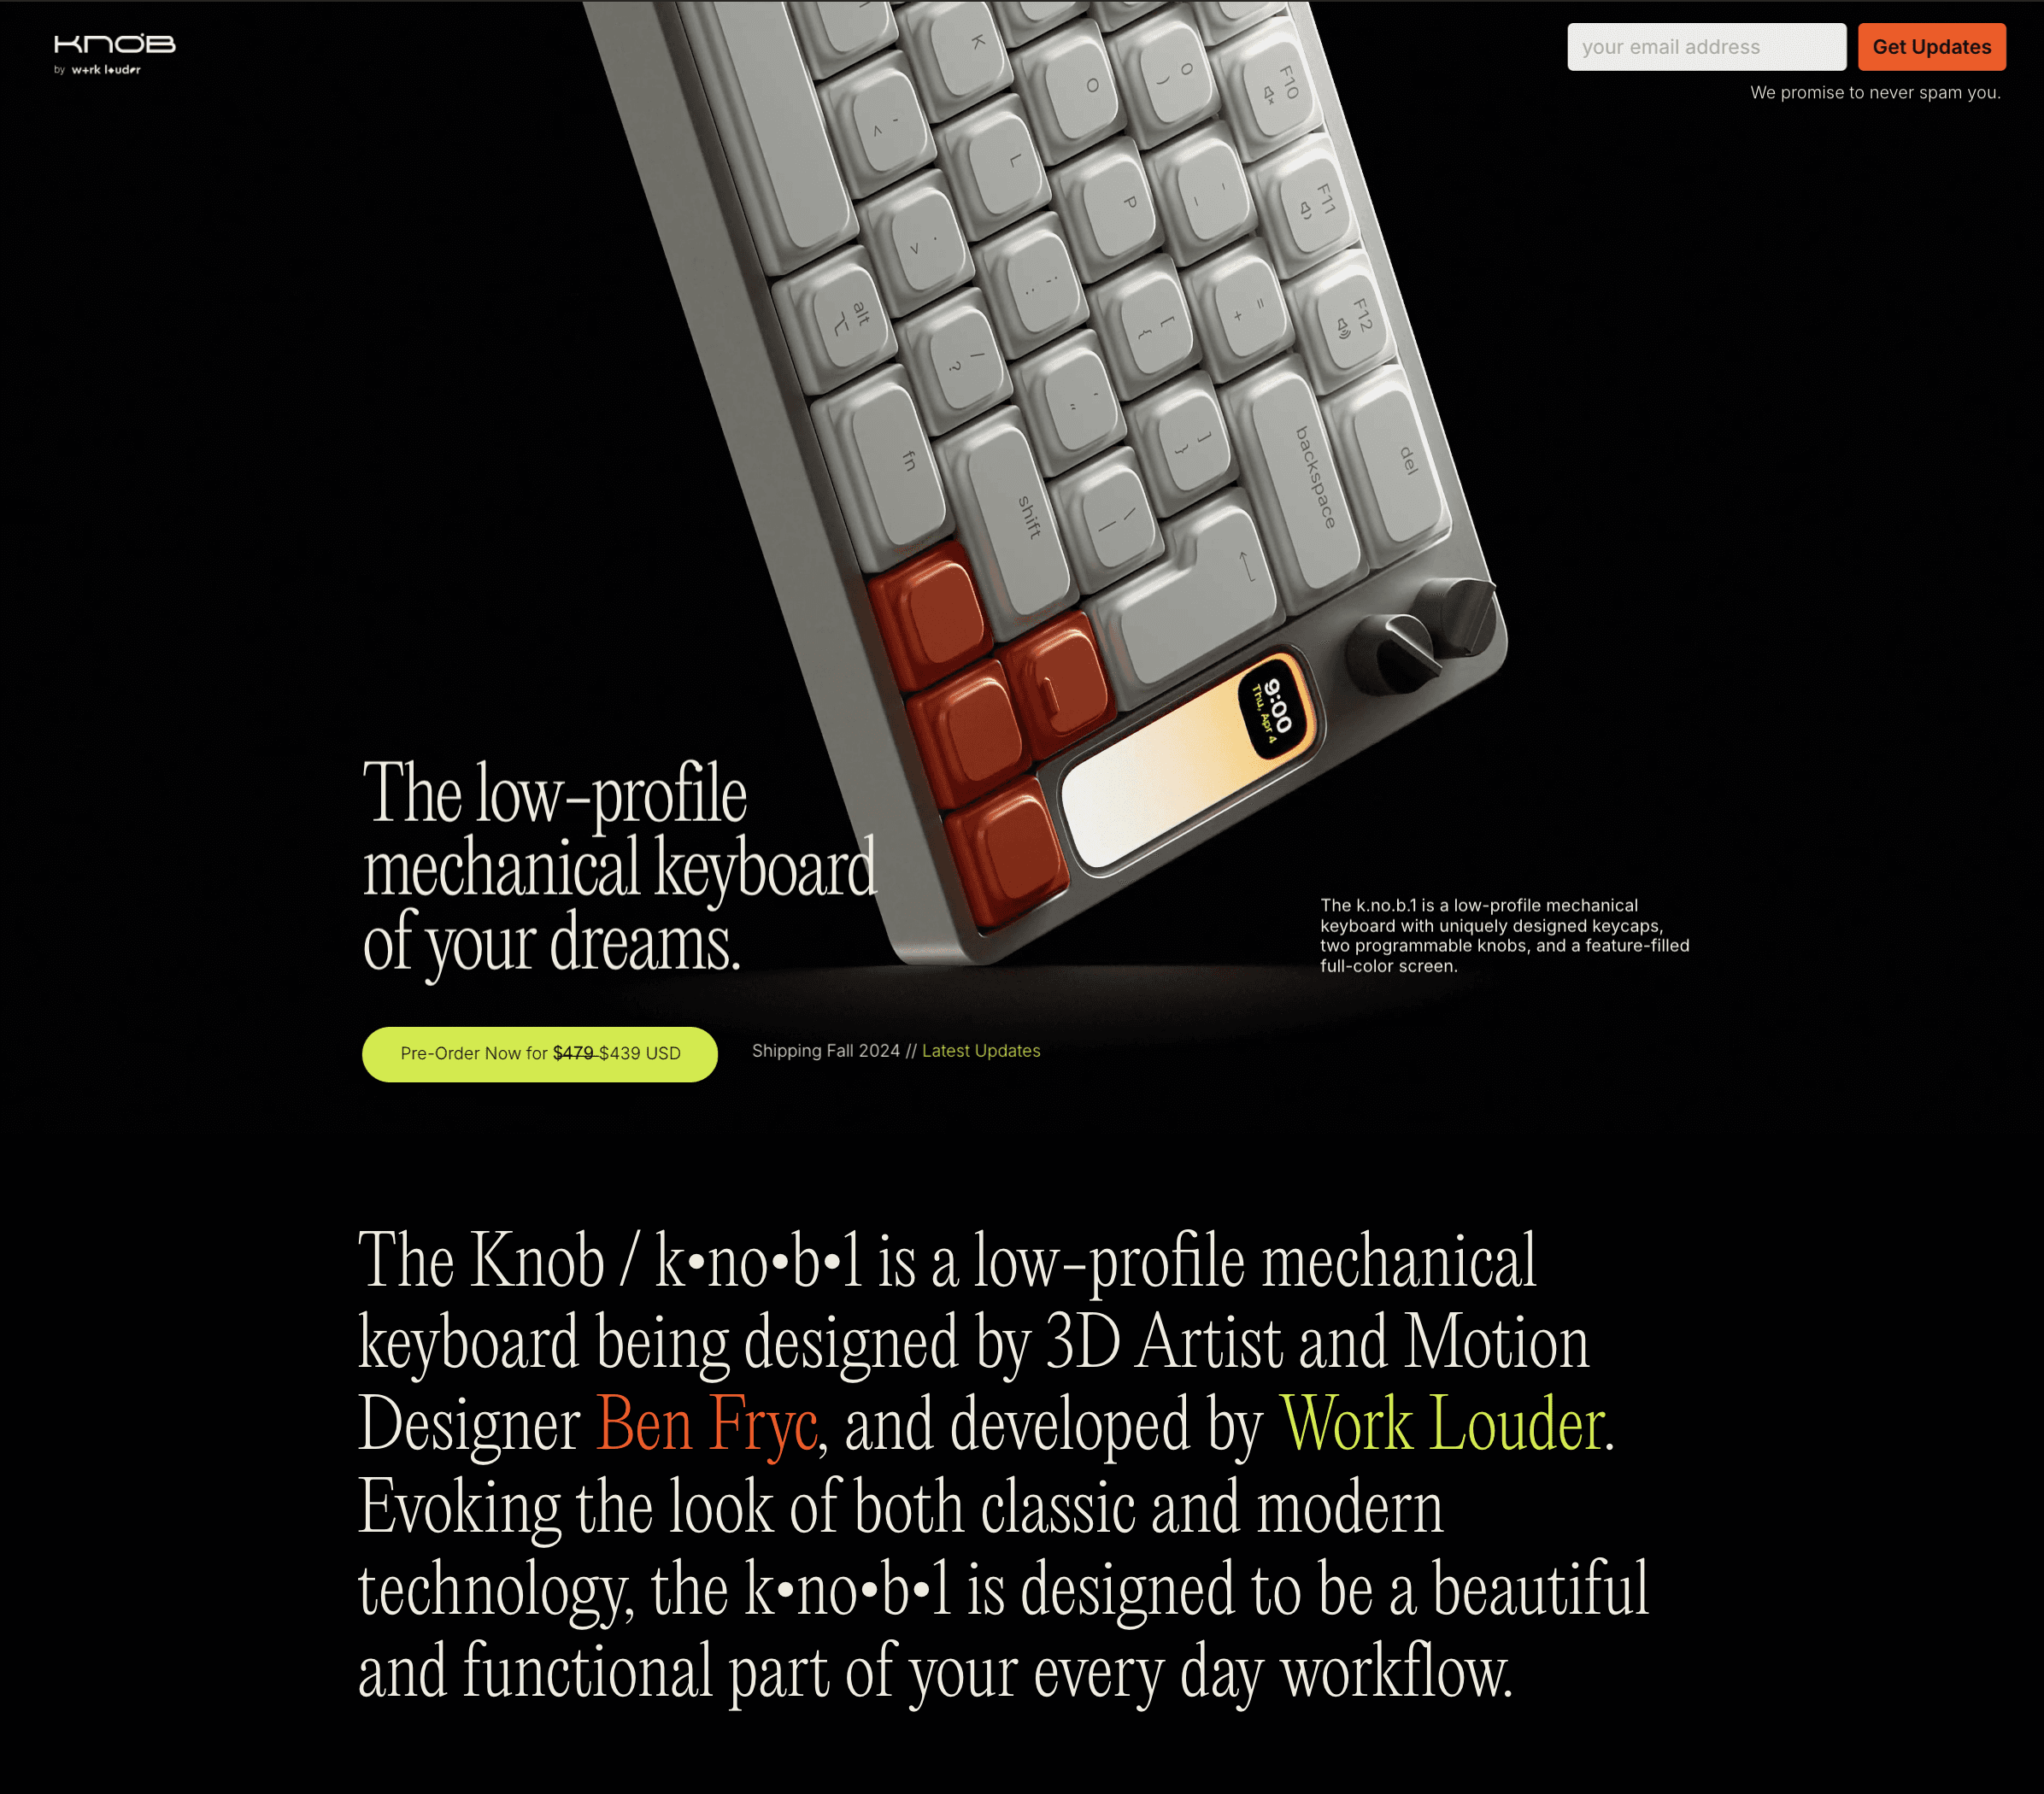 KNOB
by work louder
your email address
Get Updates
We promise to never spam you.
K
L
O
P
0
)
-
_
=
+
F10
F11
F12
alt
fn
/
?
;
:
'
"
[
{
]
}
\
|
shift
backspace
del
9:00
Thu, Apr 4
The low-profile
mechanical keyboard
of your dreams.
The k.no.b.1 is a low-profile mechanical
keyboard with uniquely designed keycaps,
two programmable knobs, and a feature-filled
full-color screen.
Pre-Order Now for $479 $439 USD
Shipping Fall 2024 // Latest Updates
The Knob / k•no•b•1 is a low-profile mechanical
keyboard being designed by 3D Artist and Motion
Designer Ben Fryc, and developed by Work Louder.
Evoking the look of both classic and modern
technology, the k•no•b•1 is designed to be a beautiful
and functional part of your every day workflow.